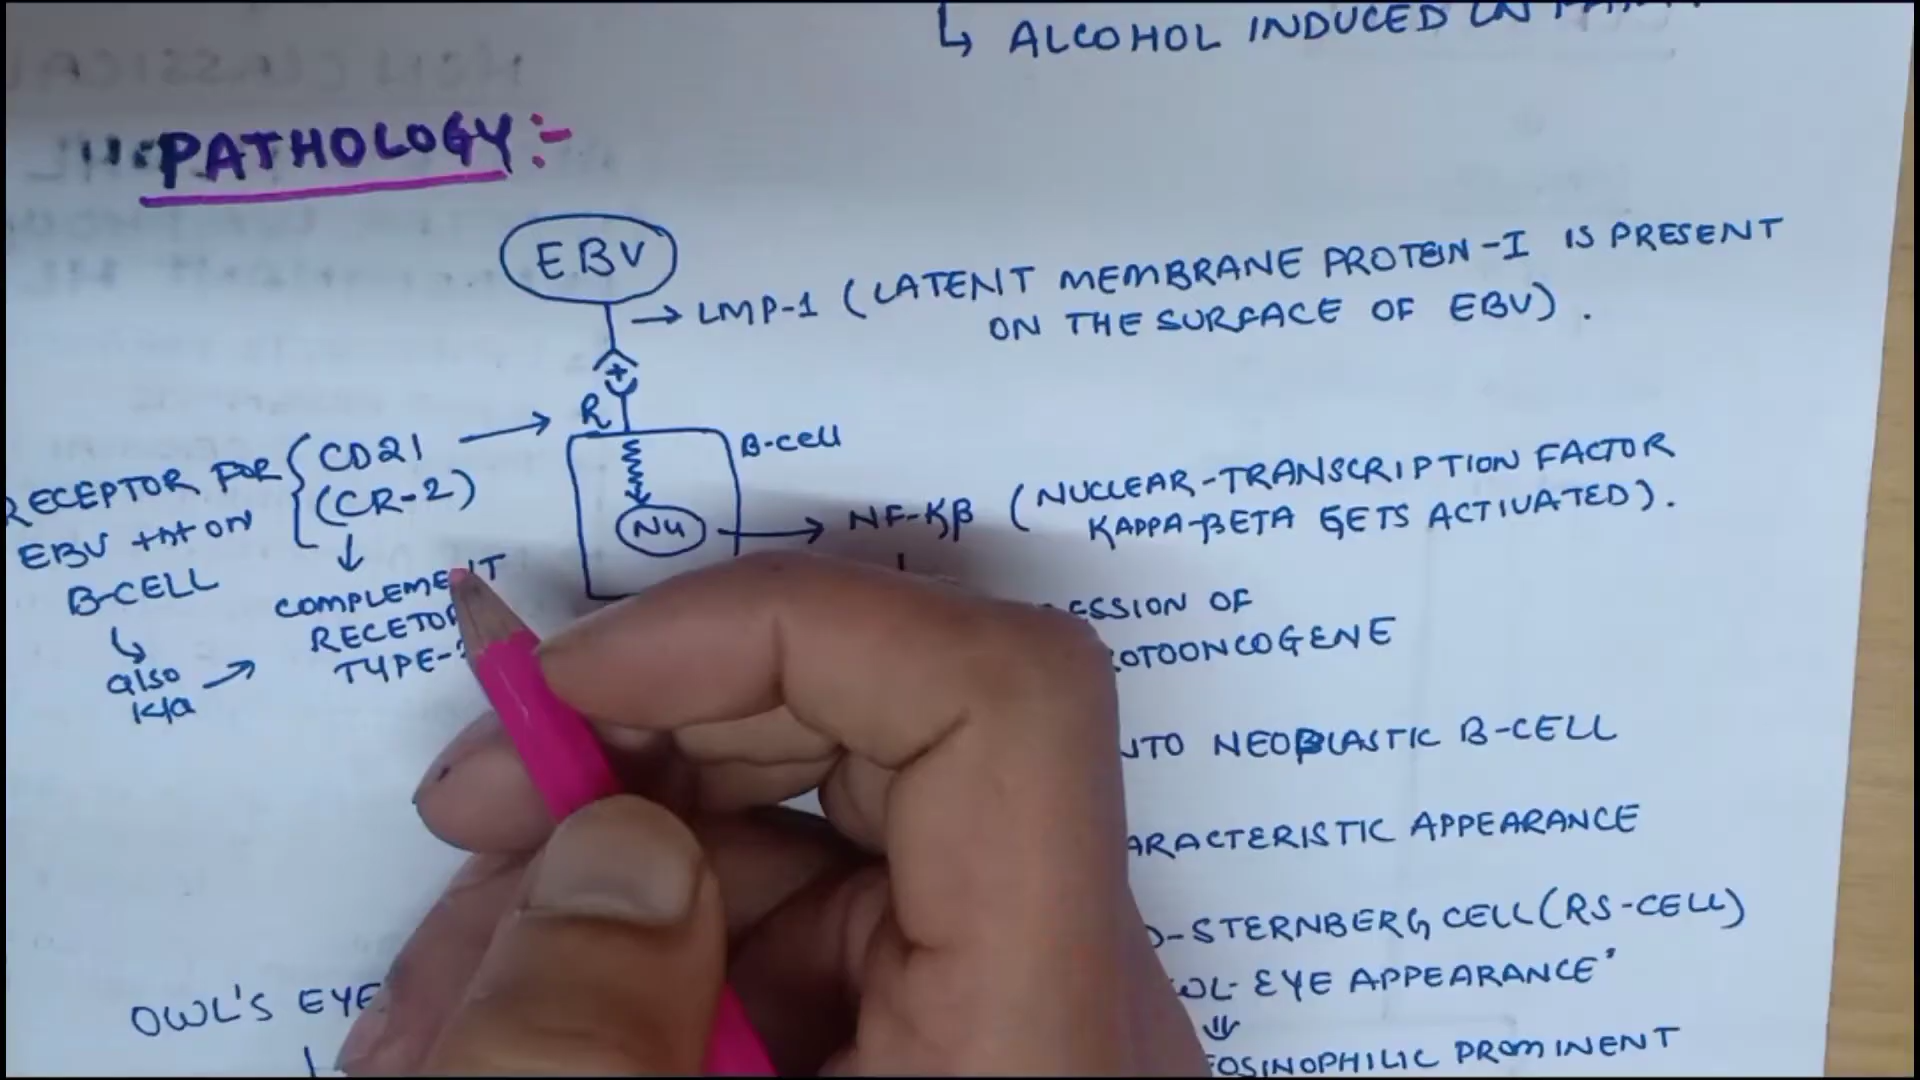 ↳ ALCOHOL INDUCED LN
PATHOLOGY:-
EBV
→ LMP-1 (LATENT MEMBRANE PROTEIN-I IS PRESENT
ON THE SURFACE OF EBV).
+
R
B-cell
RECEPTOR FOR
EBV +nt ON
B-CELL
↳
also
k/a →
CD21 →
(CR-2)
↓
COMPLEMENT
RECETOR
TYPE-
Nu → NF-Kβ (NUCLEAR-TRANSCRIPTION FACTOR
KAPPA-BETA GETS ACTIVATED).
ESSION OF
OTOONCOGENE
NTO NEOPLASTIC B-CELL
ARACTERISTIC APPEARANCE
D-STERNBERG CELL (RS-CELL)
WL-EYE APPEARANCE'
⇓
EOSINOPHILIC PROMINENT
OWL'S EYE